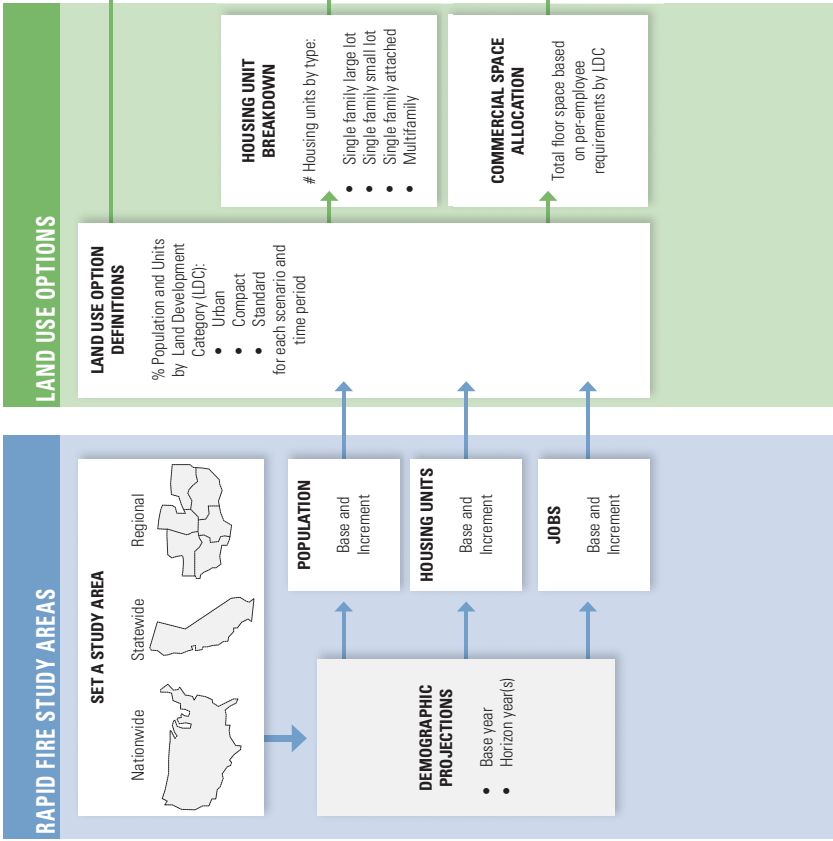 RAPID FIRE STUDY AREAS
SET A STUDY AREA
Nationwide
Statewide
Regional
DEMOGRAPHIC
PROJECTIONS
• Base year
• Horizon year(s)
POPULATION
Base and
Increment
HOUSING UNITS
Base and
Increment
JOBS
Base and
Increment
LAND USE OPTIONS
LAND USE OPTION
DEFINITIONS
% Population and Units
by Land Development
Category (LDC):
• Urban
• Compact
• Standard
for each scenario and
time period
HOUSING UNIT
BREAKDOWN
# Housing units by type:
• Single family large lot
• Single family small lot
• Single family attached
• Multifamily
COMMERCIAL SPACE
ALLOCATION
Total floor space based
on per-employee
requirements by LDC